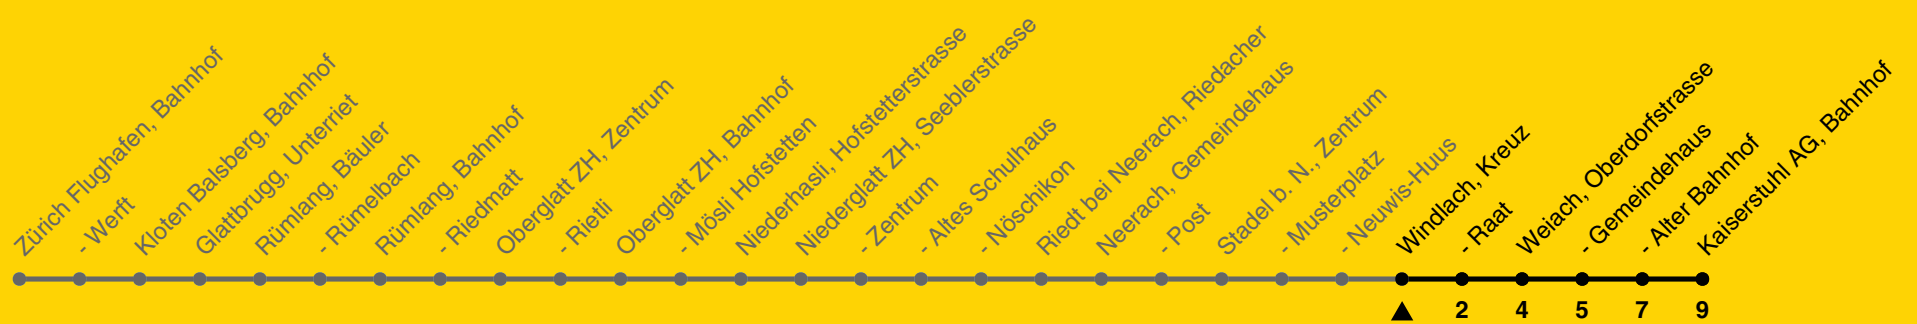 Zürich Flughafen, Bahnhof
- Werft
Kloten Balsberg, Bahnhof
Glattbrugg, Unterriet
Rümlang, Bäuler
- Rümelbach
Rümlang, Bahnhof
- Riedmatt
Oberglatt ZH, Zentrum
- Rietli
Oberglatt ZH, Bahnhof
- Mösli Hofstetten
Niederhasli, Hofstetterstrasse
Niederglatt ZH, Seeblerstrasse
- Zentrum
- Altes Schulhaus
- Nöschikon
Riedt bei Neerach, Riedacher
Neerach, Gemeindehaus
- Post
Stadel b. N., Zentrum
- Musterplatz
- Neuwis-Huus
Windlach, Kreuz
- Raat
Weiach, Oberdorfstrasse
- Gemeindehaus
- Alter Bahnhof
Kaiserstuhl AG, Bahnhof
2 4 5 7 9